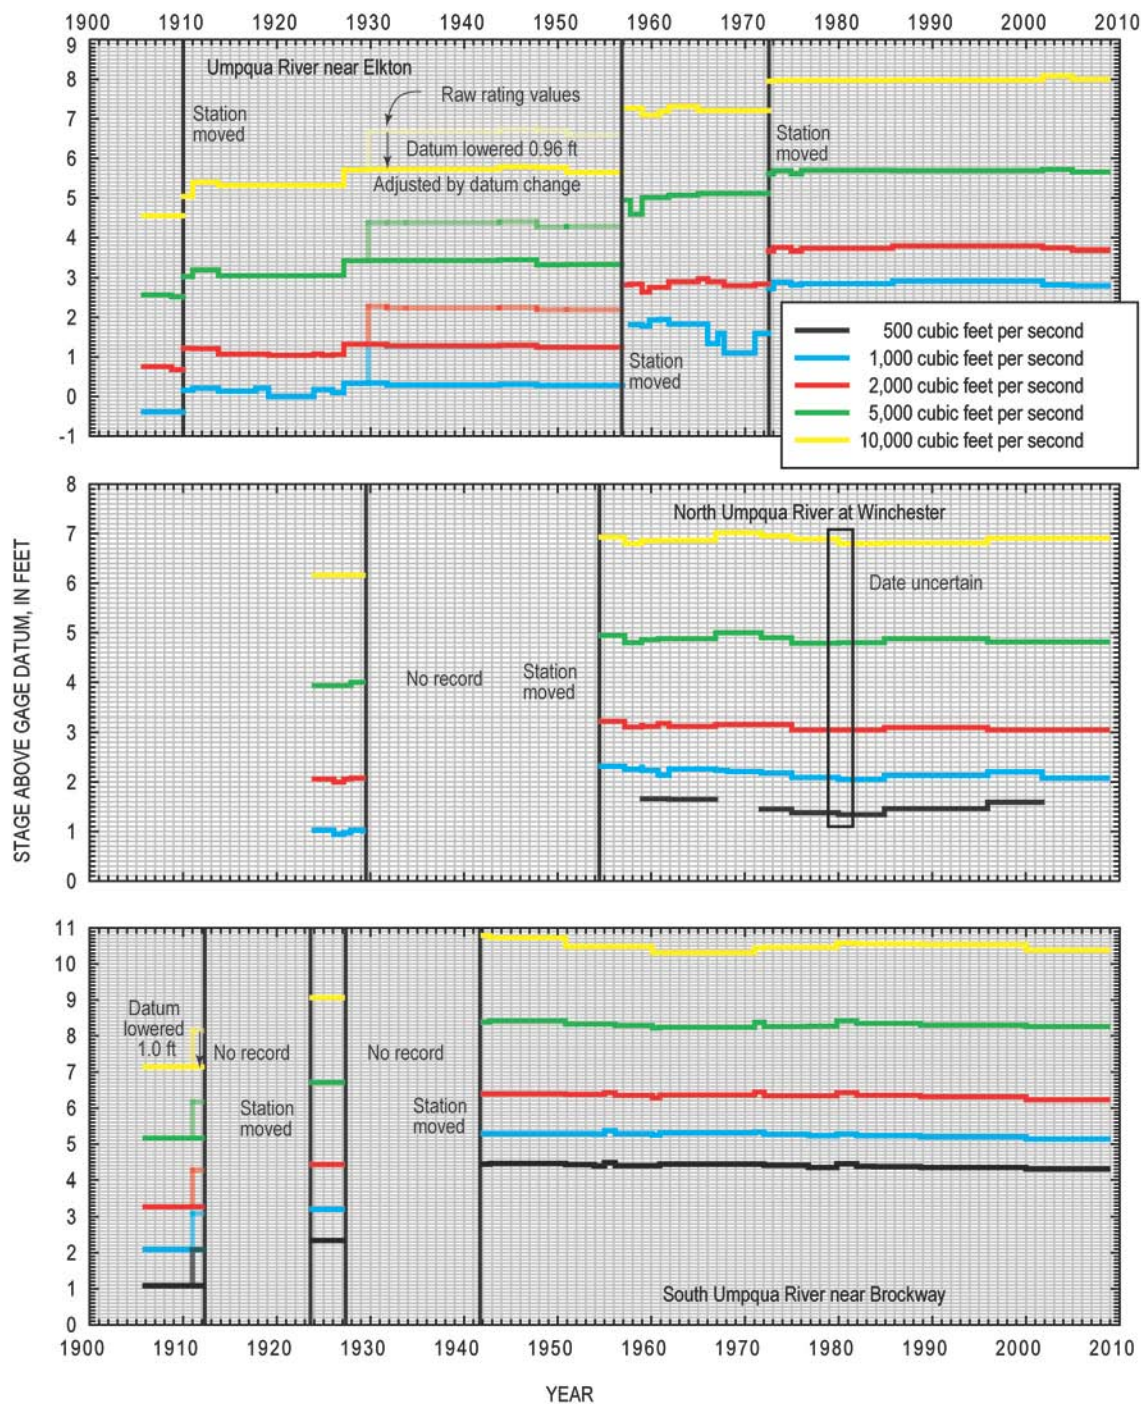 1900 1910 1920 1930 1940 1950 1960 1970 1980 1990 2000 2010
9
8
7
6
5
4
3
2
1
0
-1
Umpqua River near Elkton
Station
moved
Raw rating values
Datum lowered 0.96 ft
Adjusted by datum change
Station
moved
Station
moved
500 cubic feet per second
1,000 cubic feet per second
2,000 cubic feet per second
5,000 cubic feet per second
10,000 cubic feet per second
STAGE ABOVE GAGE DATUM, IN FEET
8
7
6
5
4
3
2
1
0
North Umpqua River at Winchester
Date uncertain
No record
Station
moved
11
10
9
8
7
6
5
4
3
2
1
0
Datum
lowered
1.0 ft
No record
Station
moved
No record
Station
moved
South Umpqua River near Brockway
1900 1910 1920 1930 1940 1950 1960 1970 1980 1990 2000 2010
YEAR